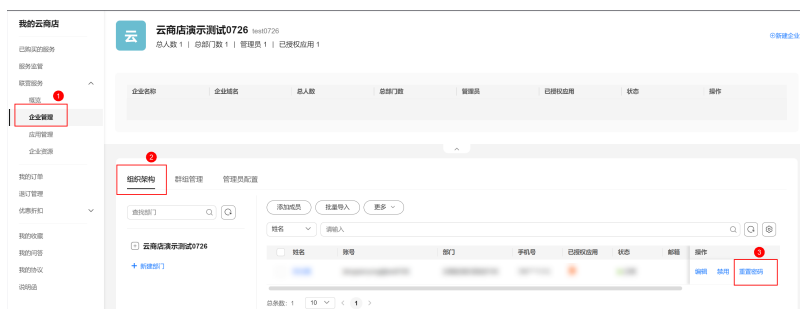 我的云商店
已购买的服务
服务监管
联营服务
概览
1
企业管理
应用管理
企业资源
我的订单
退订管理
优惠折扣
我的收藏
我的问答
我的协议
说明函
云
云商店演示测试0726 test0726
总人数 1 | 总部门数 1 | 管理员 1 | 已授权应用 1
新建企业
企业名称 企业域名 总人数 总部门数 管理员 已授权应用 状态 操作
2
组织架构 群组管理 管理员配置
查找部门
云商店演示测试0726
+ 新建部门
添加成员 批量导入 更多
姓名 请输入
姓名 账号 部门 手机号 已授权应用 状态 邮箱 操作
3
编辑 禁用 重置密码
总条数: 1 10 < 1 >